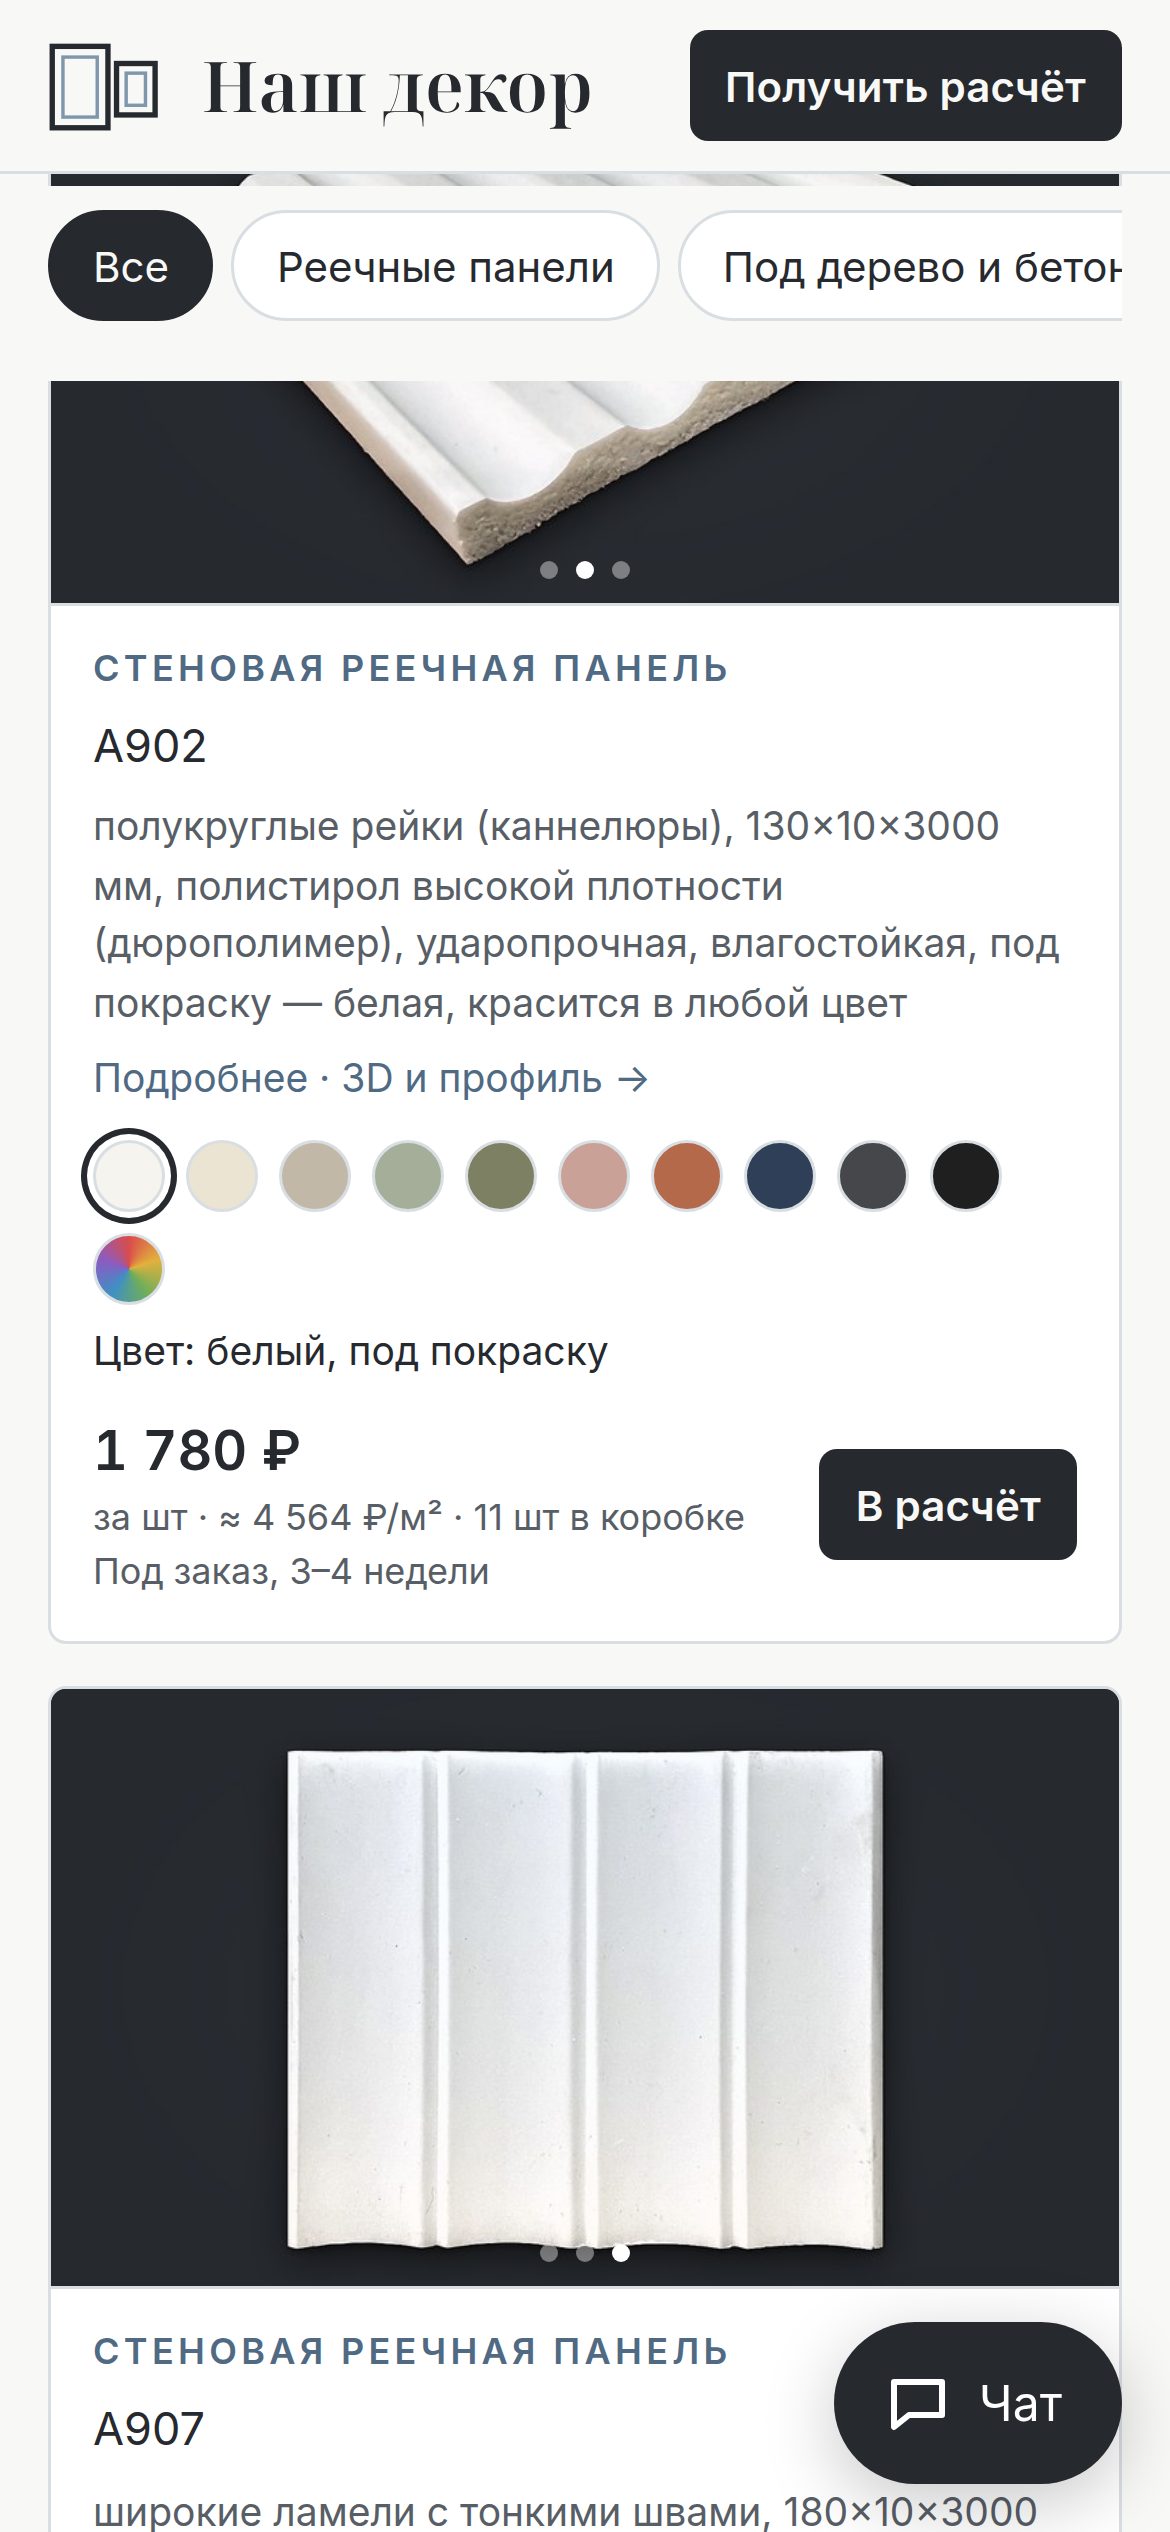 Наш декор
Получить расчёт
Все
Реечные панели
Под дерево и бетон
СТЕНОВАЯ РЕЕЧНАЯ ПАНЕЛЬ
A902
полукруглые рейки (каннелюры), 130×10×3000
мм, полистирол высокой плотности
(дюрополимер), ударопрочная, влагостойкая, под
покраску — белая, красится в любой цвет
Подробнее · 3D и профиль →
Цвет: белый, под покраску
1 780 ₽
за шт · ≈ 4 564 ₽/м² · 11 шт в коробке
Под заказ, 3–4 недели
В расчёт
СТЕНОВАЯ РЕЕЧНАЯ ПАНЕЛЬ
A907
Чат
широкие ламели с тонкими швами, 180×10×3000